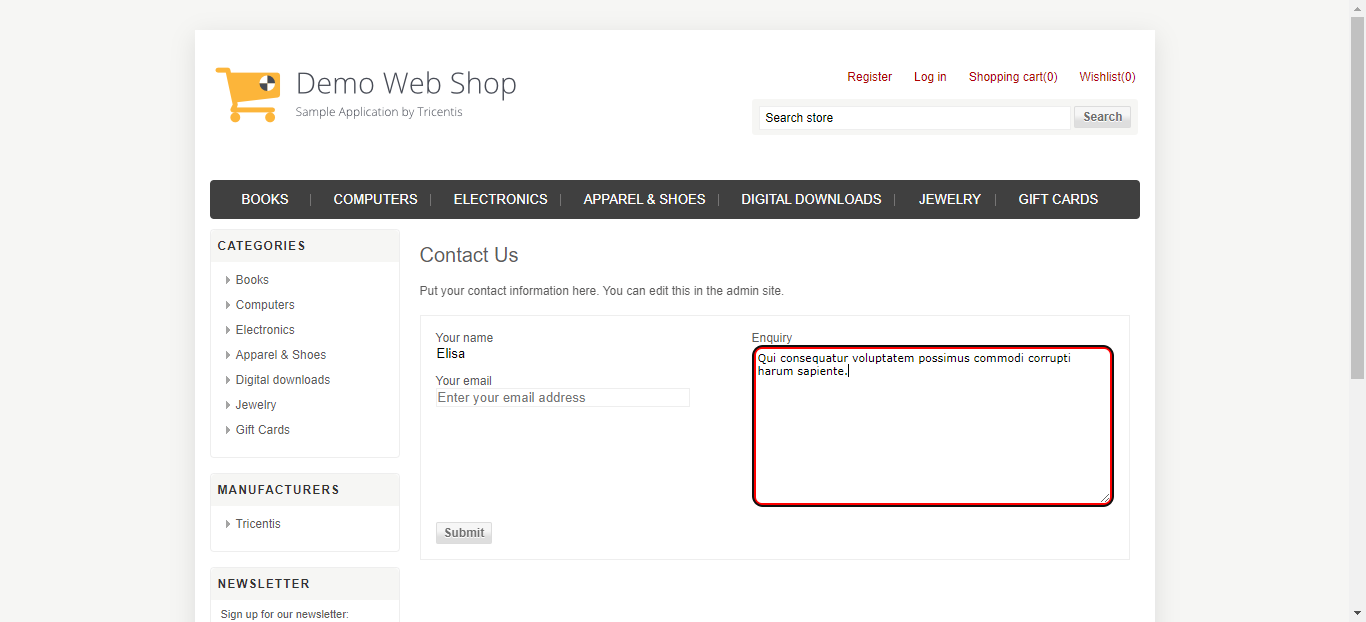 Demo Web Shop
Sample Application by Tricentis
Register Log in Shopping cart(0) Wishlist(0)
Search store Search
BOOKS COMPUTERS ELECTRONICS APPAREL & SHOES DIGITAL DOWNLOADS JEWELRY GIFT CARDS
CATEGORIES
Books
Computers
Electronics
Apparel & Shoes
Digital downloads
Jewelry
Gift Cards
MANUFACTURERS
Tricentis
NEWSLETTER
Sign up for our newsletter:
Contact Us
Put your contact information here. You can edit this in the admin site.
Your name
Elisa
Your email
Enter your email address
Enquiry
Qui consequatur voluptatem possimus commodi corrupti
harum sapiente.
Submit